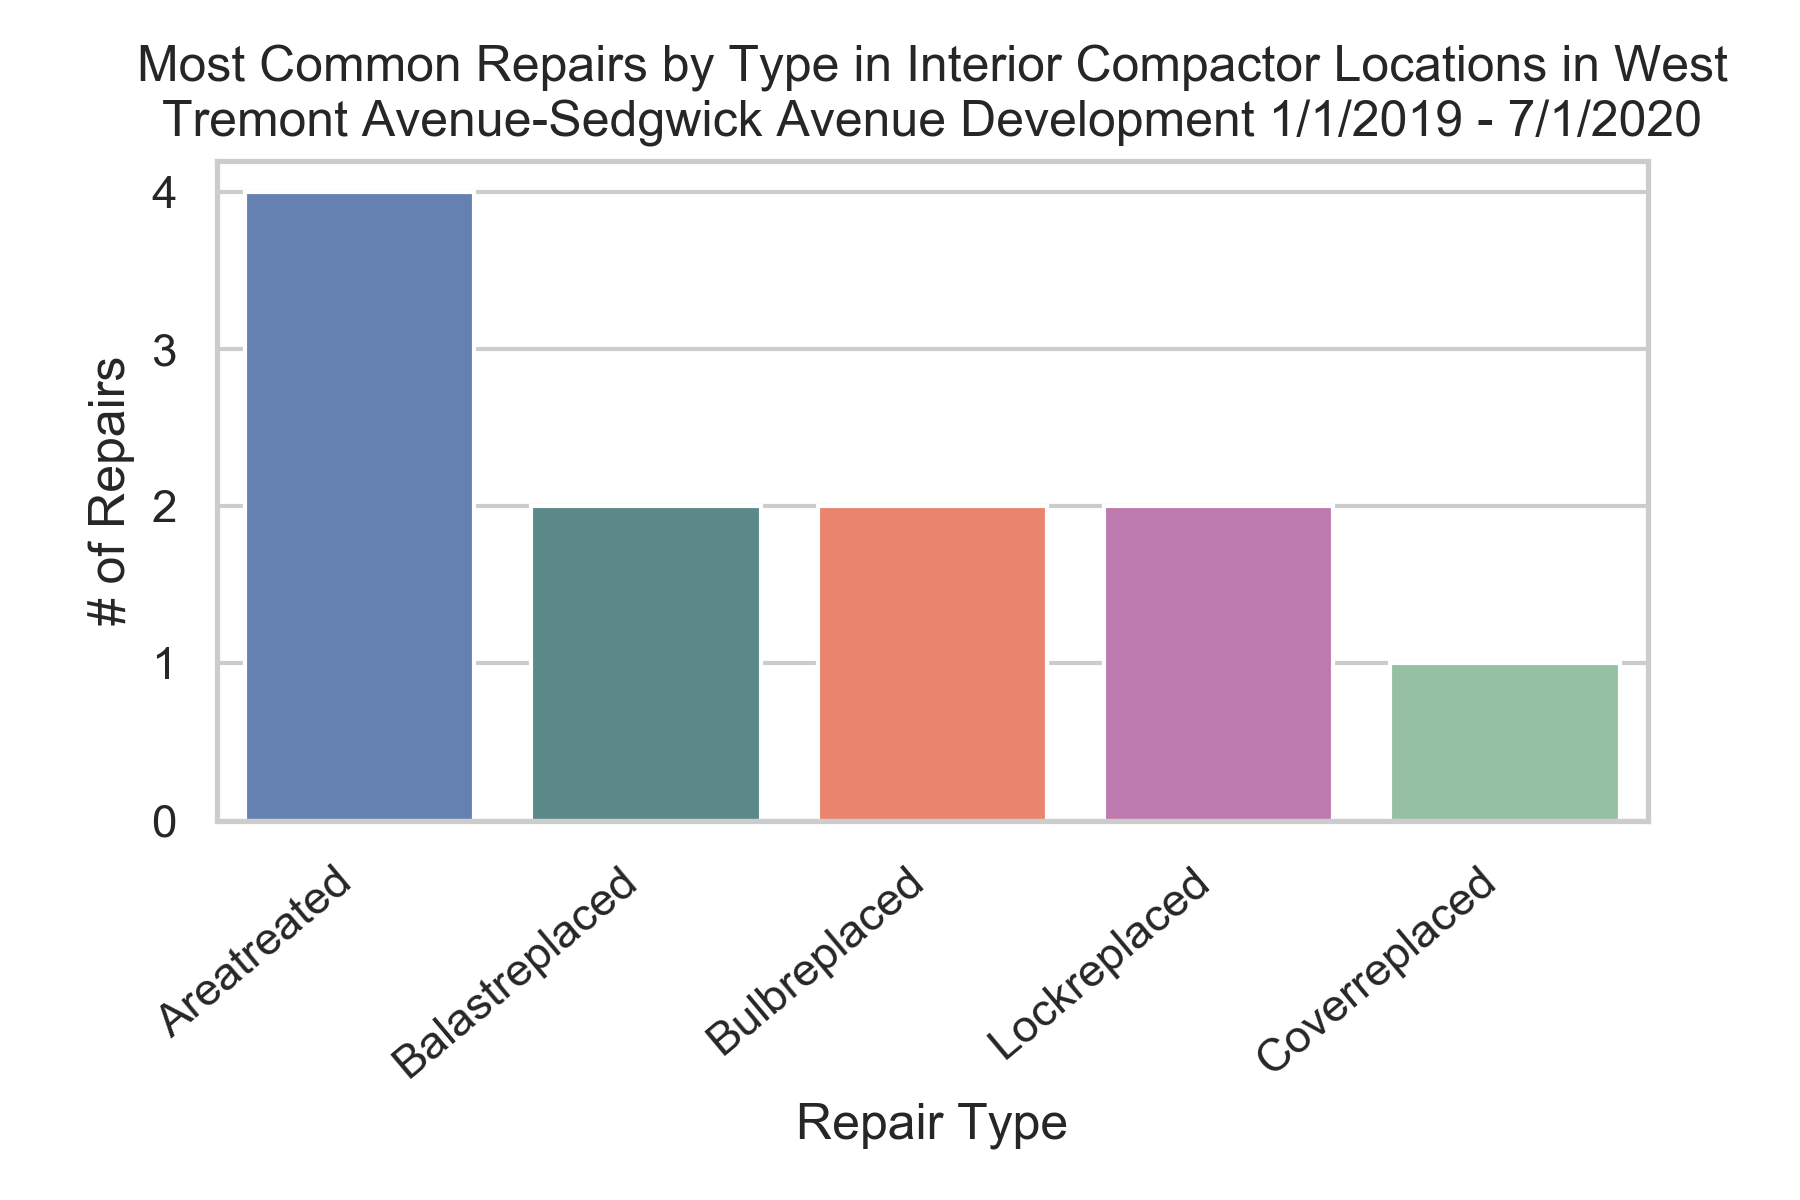 Most Common Repairs by Type in Interior Compactor Locations in West
Tremont Avenue-Sedgwick Avenue Development 1/1/2019 - 7/1/2020
4
3
2
1
0
# of Repairs
Areatreated
Balastreplaced
Bulbreplaced
Lockreplaced
Coverreplaced
Repair Type